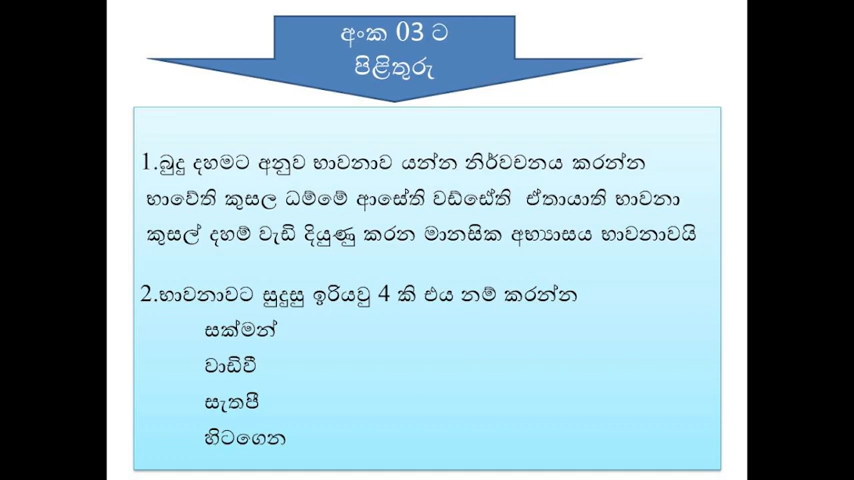 අංක 03 ට
පිළිතුරු
1.බුදු දහමට අනුව භාවනාව යන්න නිර්වචනය කරන්න
භාවේති කුසල ධම්මේ ආසේති වඩ්ඪේති ඒතායාති භාවනා
කුසල් දහම් වැඩි දියුණු කරන මානසික අභ්‍යාසය භාවනාවයි
2.භාවනාවට සුදුසු ඉරියවු 4 කි එය නම් කරන්න
සක්මන්
වාඩිවී
සැතපී
හිටගෙන